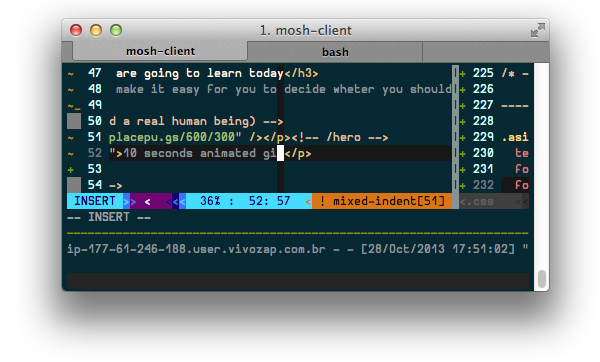 1. mosh-client
mosh-client bash
~ 47 are going to learn today</h3> + 225 /* -
~ 48 make it easy for you to decide wheter you should + 226
~_ 49 + 227 ----
50 d a real human being) --> + 228
~ 51 placepu.gs/600/300" /></p><!-- /hero --> + 229 .asi
~ 52 ">10 seconds animated gi</p> + 230 te
+ 53 + 231 Fo
54 -> + 232 Fo
INSERT >> < << 36% : 52: 57 < ! mixed-indent[51] <.css <<
-- INSERT --
ip-177-61-246-188.user.vivozap.com.br - - [28/Oct/2013 17:51:02] "